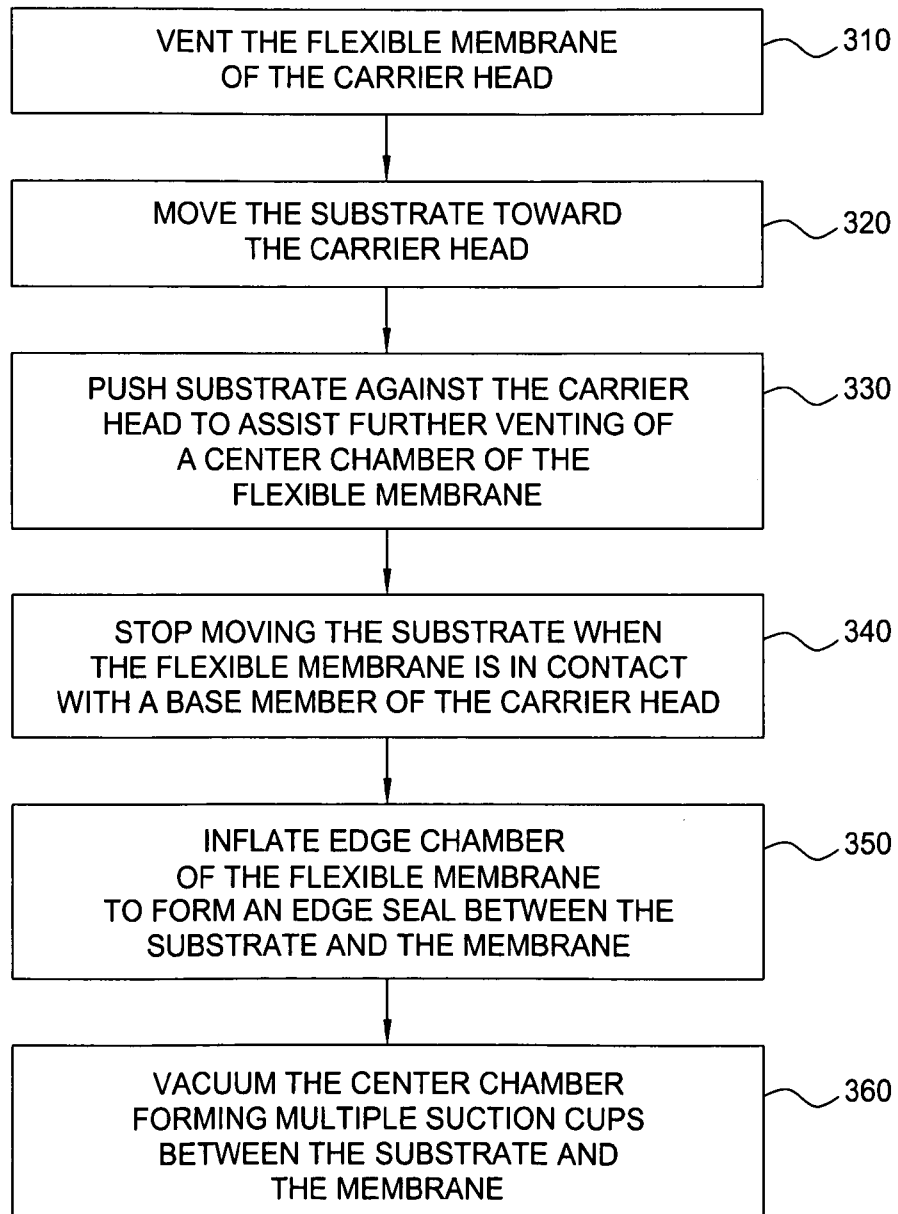 VENT THE FLEXIBLE MEMBRANE
OF THE CARRIER HEAD
310
MOVE THE SUBSTRATE TOWARD
THE CARRIER HEAD
320
PUSH SUBSTRATE AGAINST THE CARRIER
HEAD TO ASSIST FURTHER VENTING OF
A CENTER CHAMBER OF THE
FLEXIBLE MEMBRANE
330
STOP MOVING THE SUBSTRATE WHEN
THE FLEXIBLE MEMBRANE IS IN CONTACT
WITH A BASE MEMBER OF THE CARRIER HEAD
340
INFLATE EDGE CHAMBER
OF THE FLEXIBLE MEMBRANE
TO FORM AN EDGE SEAL BETWEEN THE
SUBSTRATE AND THE MEMBRANE
350
VACUUM THE CENTER CHAMBER
FORMING MULTIPLE SUCTION CUPS
BETWEEN THE SUBSTRATE AND
THE MEMBRANE
360